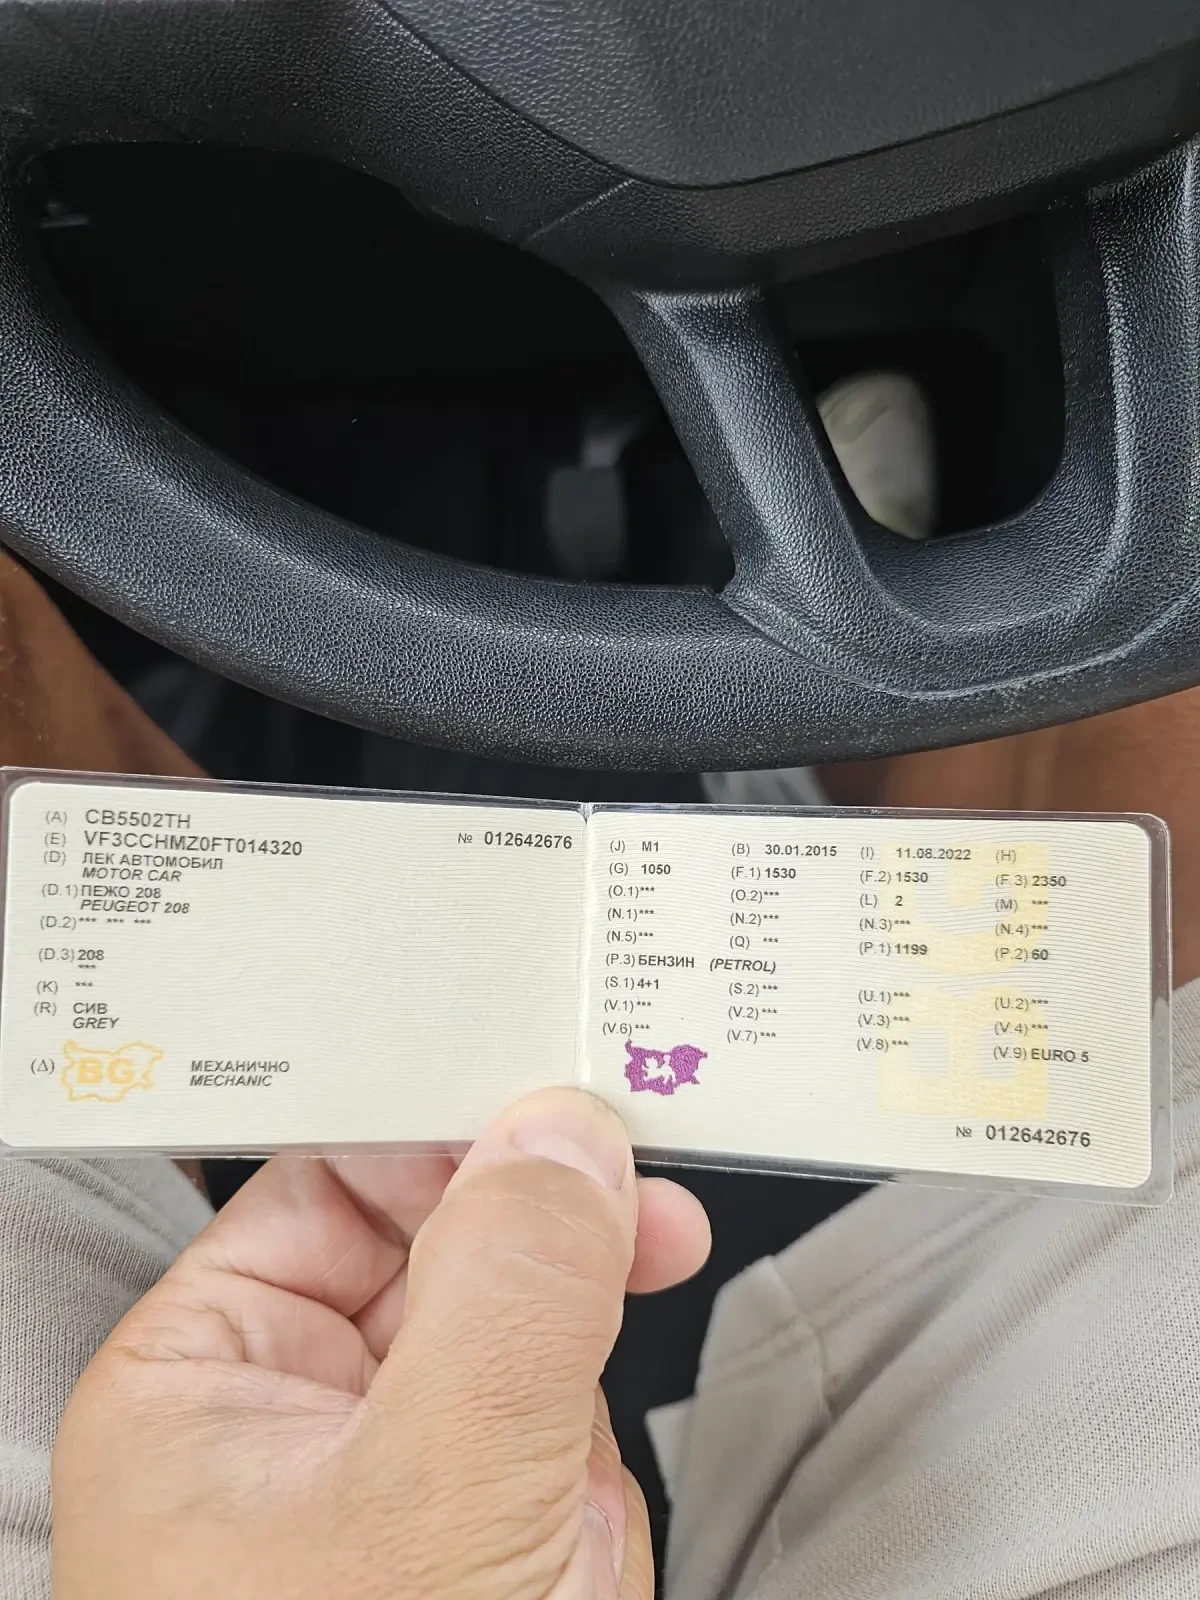 (A) CB5502TH
(E) VF3CCHMZ0FT014320
№ 012642676
(D) ЛЕК АВТОМОБИЛ
MOTOR CAR
(D.1) ПЕЖО 208
PEUGEOT 208
(D.2) *** *** ***
(D.3) 208
***
(K) ***
(R) СИВ
GREY
(Δ) BG МЕХАНИЧНО
MECHANIC
(J) M1 (B) 30.01.2015 (I) 11.08.2022 (H)
(G) 1050 (F.1) 1530 (F.2) 1530 (F.3) 2350
(O.1)*** (O.2)*** (L) 2 (M) ***
(N.1)*** (N.2)*** (N.3)*** (N.4)***
(N.5)*** (Q) *** (P.1) 1199 (P.2) 60
(P.3) БЕНЗИН (PETROL)
(S.1) 4+1 (S.2)*** (U.1)*** (U.2)***
(V.1)*** (V.2)*** (V.3)*** (V.4)***
(V.6)*** (V.7)*** (V.8)*** (V.9) EURO 5
№ 012642676